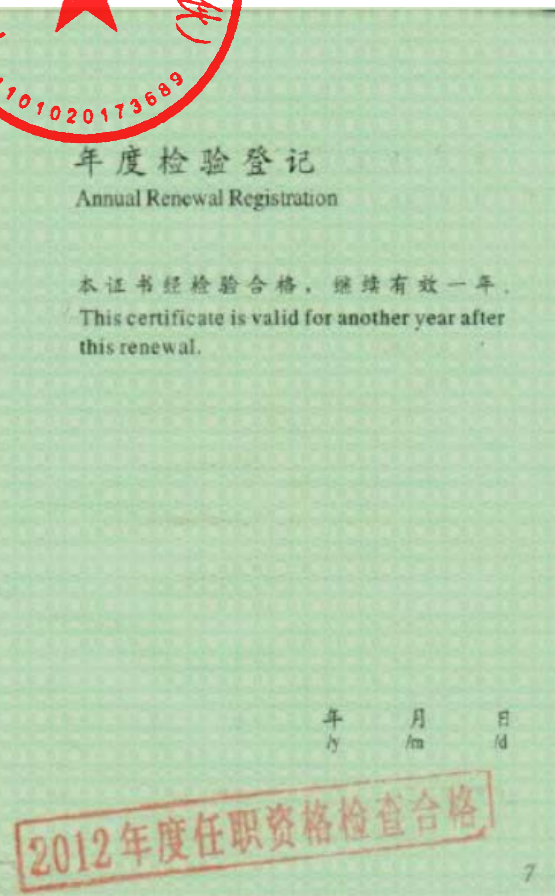 1101020173689
年度检验登记
Annual Renewal Registration
本证书经检验合格，继续有效一年。
This certificate is valid for another year after
this renewal.
年 月 日
/y /m /d
2012年度任职资格检查合格
7